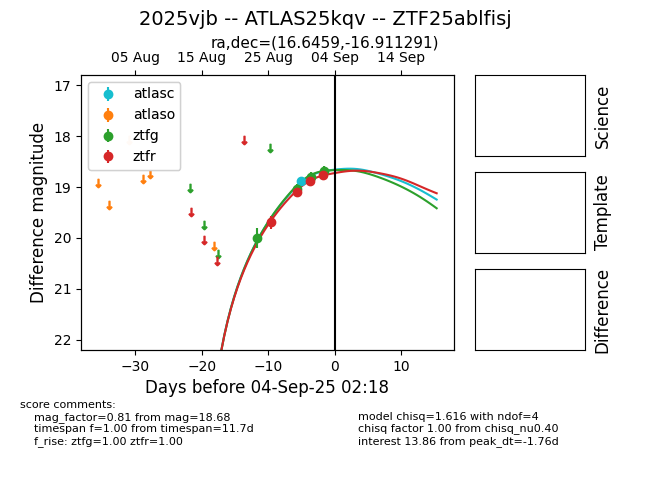 2025vjb -- ATLAS25kqv -- ZTF25ablfisj
ra,dec=(16.6459,-16.911291)
05 Aug 15 Aug 25 Aug 04 Sep 14 Sep
atlasc
atlaso
ztfg
ztfr
17
18
19
20
21
22
Difference magnitude
−30 −20 −10 0 10
Days before 04-Sep-25 02:18
Science
Template
Difference
score comments:
mag_factor=0.81 from mag=18.68
timespan f=1.00 from timespan=11.7d
f_rise: ztfg=1.00 ztfr=1.00
model chisq=1.616 with ndof=4
chisq factor 1.00 from chisq_nu0.40
interest 13.86 from peak_dt=-1.76d